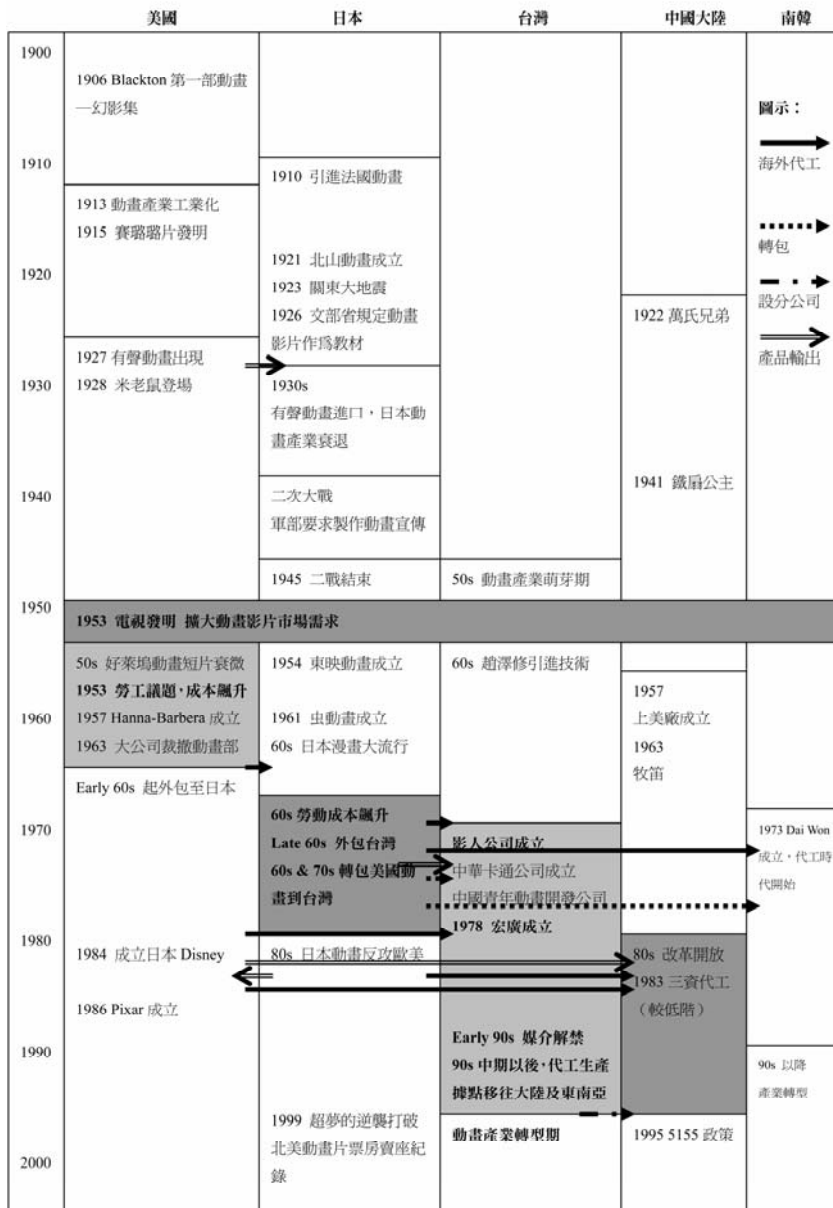 美國
日本
台灣
中國大陸
南韓
1900
1910
1920
1930
1940
1950
1960
1970
1980
1990
2000
1906 Blackton 第一部動畫
—幻影集
1913 動畫產業工業化
1915 賽璐璐片發明
1927 有聲動畫出現
1928 米老鼠登場
1910 引進法國動畫
1921 北山動畫成立
1923 關東大地震
1926 文部省規定動畫
影片作為教材
1930s
有聲動畫進口，日本動
畫產業衰退
二次大戰
軍部要求製作動畫宣傳
1945 二戰結束
50s 動畫產業萌芽期
1922 萬氏兄弟
1941 鐵扇公主
圖示：
海外代工
轉包
設分公司
產品輸出
1953 電視發明 擴大動畫影片市場需求
50s 好萊塢動畫短片衰微
1953 勞工議題，成本飆升
1957 Hanna-Barbera 成立
1963 大公司裁撤動畫部
Early 60s 起外包至日本
1984 成立日本 Disney
1986 Pixar 成立
1954 東映動畫成立
1961 虫動畫成立
60s 日本漫畫大流行
60s 勞動成本飆升
Late 60s 外包台灣
60s & 70s 轉包美國動
畫到台灣
80s 日本動畫反攻歐美
1999 超夢的逆襲打破
北美動畫片票房賣座紀
錄
60s 趙澤修引進技術
影人公司成立
中華卡通公司成立
中國青年動畫開發公司
1978 宏廣成立
Early 90s 媒介解禁
90s 中期以後，代工生產
據點移往大陸及東南亞
動畫產業轉型期
1957
上美廠成立
1963
牧笛
80s 改革開放
1983 三資代工
（較低階）
1995 5155 政策
1973 Dai Won
成立，代工時
代開始
90s 以降
產業轉型